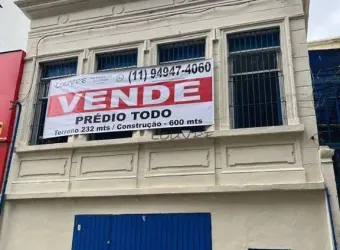 (11) 94947-4060
VENDE
PRÉDIO TODO
Terreno 232 mts / Construção - 600 mts